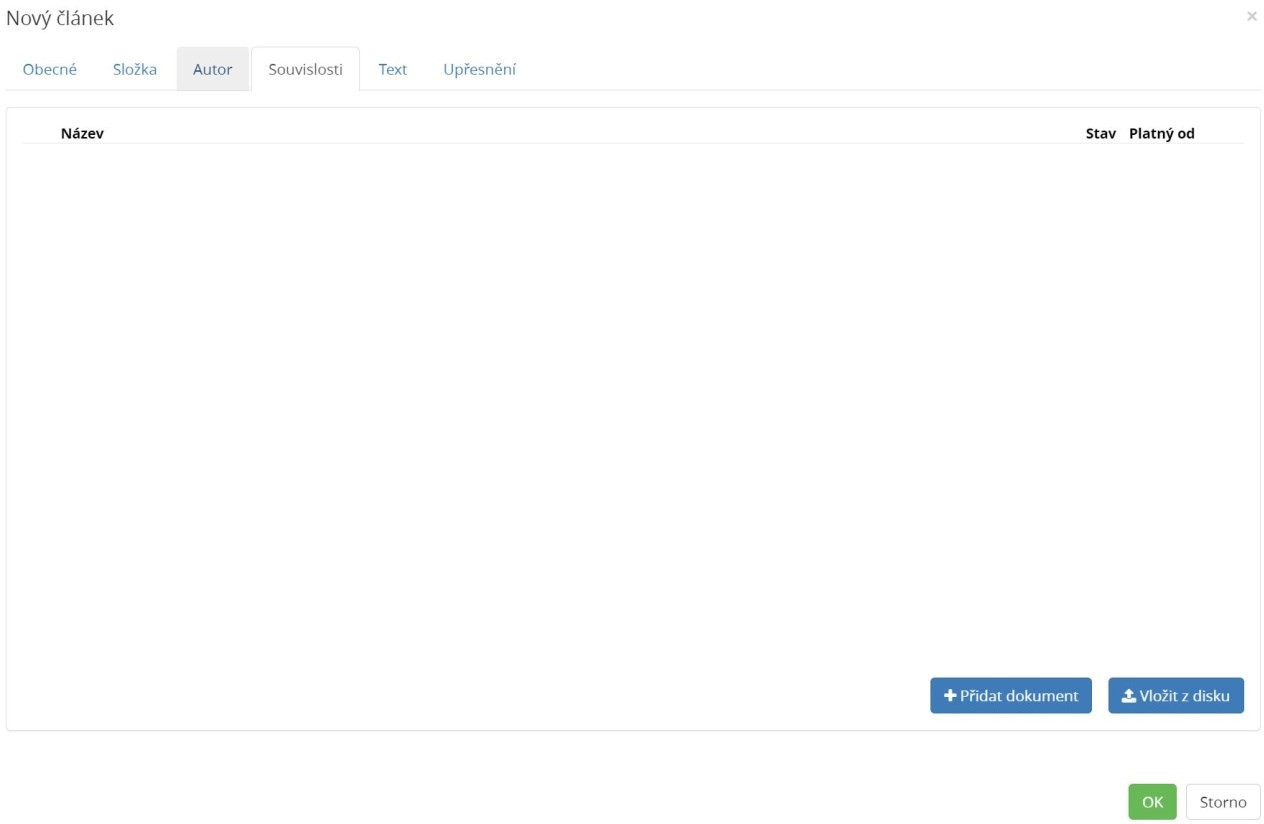 Nový článek ×
Obecné Složka Autor Souvislosti Text Upřesnění
Název Stav Platný od
Přidat dokument Vložit z disku
OK Storno